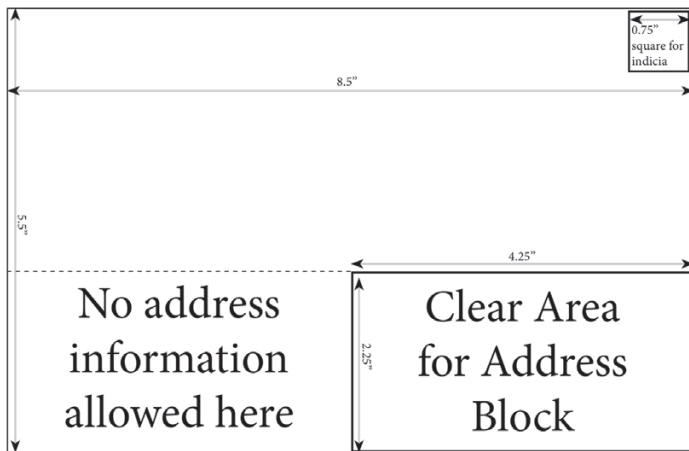 0.75”
square for
indicia
8.5”
5.5”
4.25”
No address
information
allowed here
2.25”
Clear Area
for Address
Block